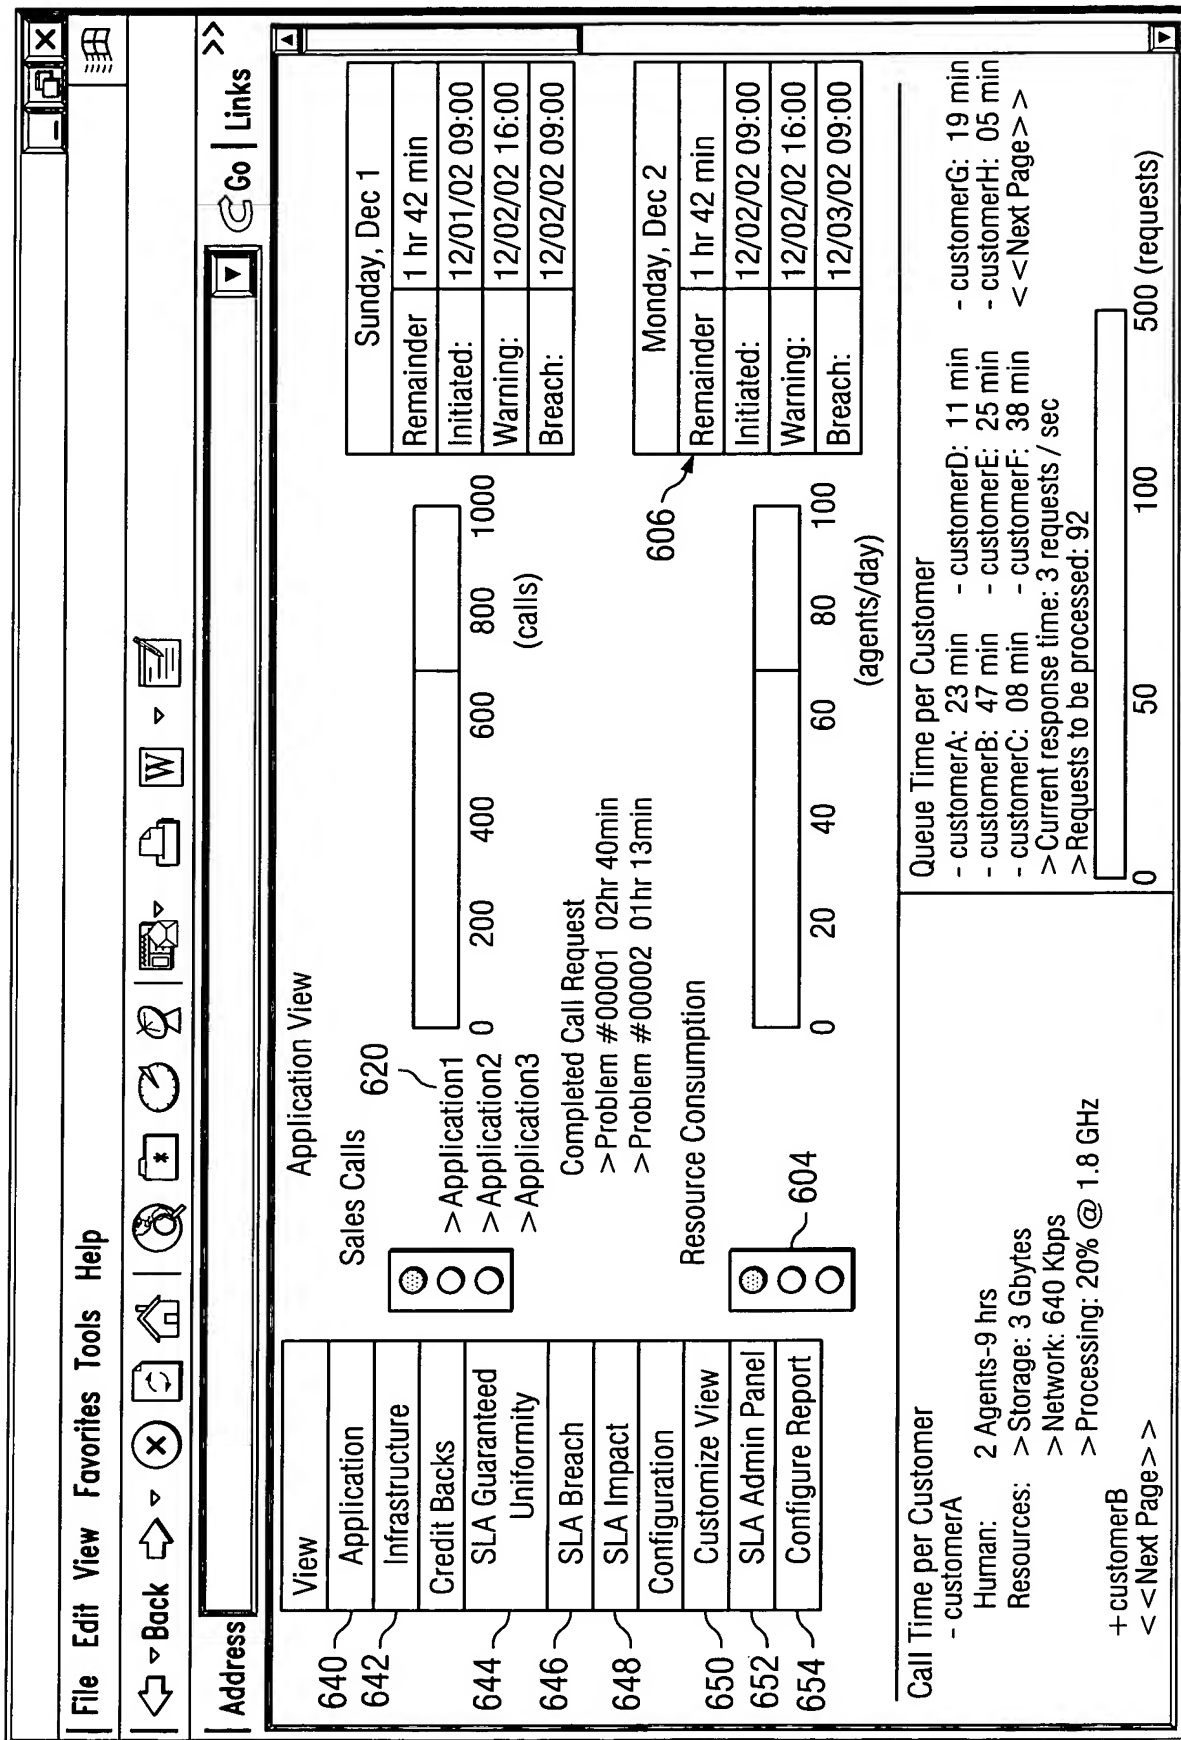 File Edit View Favorites Tools Help
Back
W
Address
Go | Links >>
View
640 Application
642 Infrastructure
Credit Backs
644 SLA Guaranteed
Uniformity
646 SLA Breach
648 SLA Impact
Configuration
650 Customize View
652 SLA Admin Panel
654 Configure Report
Application View
Sales Calls
620
>Application1
>Application2
>Application3
0 200 400 600 800 1000
(calls)
Completed Call Request
>Problem #00001 02hr 40min
>Problem #00002 01hr 13min
Resource Consumption
604
0 20 40 60 80 100
(agents/day)
Sunday, Dec 1
Remainder 1 hr 42 min
Initiated: 12/01/02 09:00
Warning: 12/02/02 16:00
Breach: 12/02/02 09:00
606
Monday, Dec 2
Remainder 1 hr 42 min
Initiated: 12/02/02 09:00
Warning: 12/02/02 16:00
Breach: 12/03/02 09:00
Call Time per Customer
- customerA
Human: 2 Agents-9 hrs
Resources: >Storage: 3 Gbytes
>Network: 640 Kbps
>Processing: 20% @ 1.8 GHz
+customerB
<<Next Page>>
Queue Time per Customer
- customerA: 23 min - customerD: 11 min - customerG: 19 min
- customerB: 47 min - customerE: 25 min - customerH: 05 min
- customerC: 08 min - customerF: 38 min <<Next Page>>
>Current response time: 3 requests / sec
>Requests to be processed: 92
0 50 100 500 (requests)